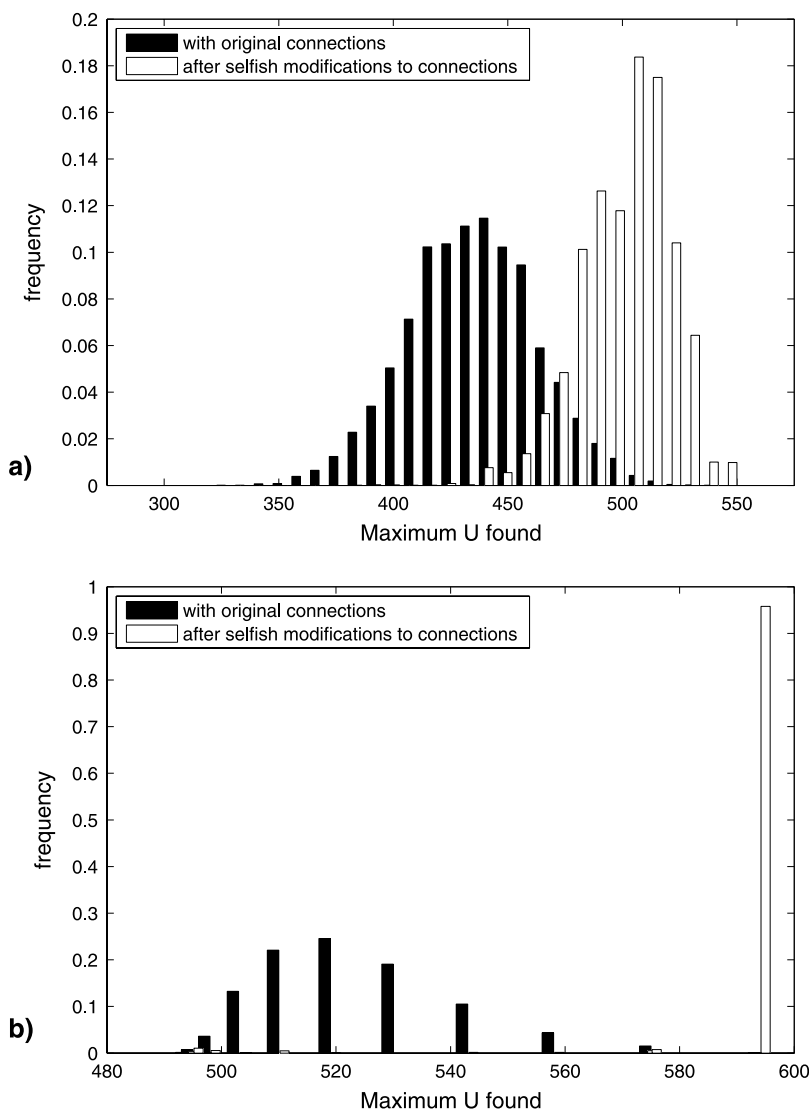 0.2
with original connections
after selfish modifications to connections
0.18
0.16
0.14
0.12
0.1
0.08
0.06
0.04
0.02
0
frequency
a)
300 350 400 450 500 550
Maximum U found
1
with original connections
after selfish modifications to connections
0.9
0.8
0.7
0.6
0.5
0.4
0.3
0.2
0.1
0
frequency
b)
480 500 520 540 560 580 600
Maximum U found